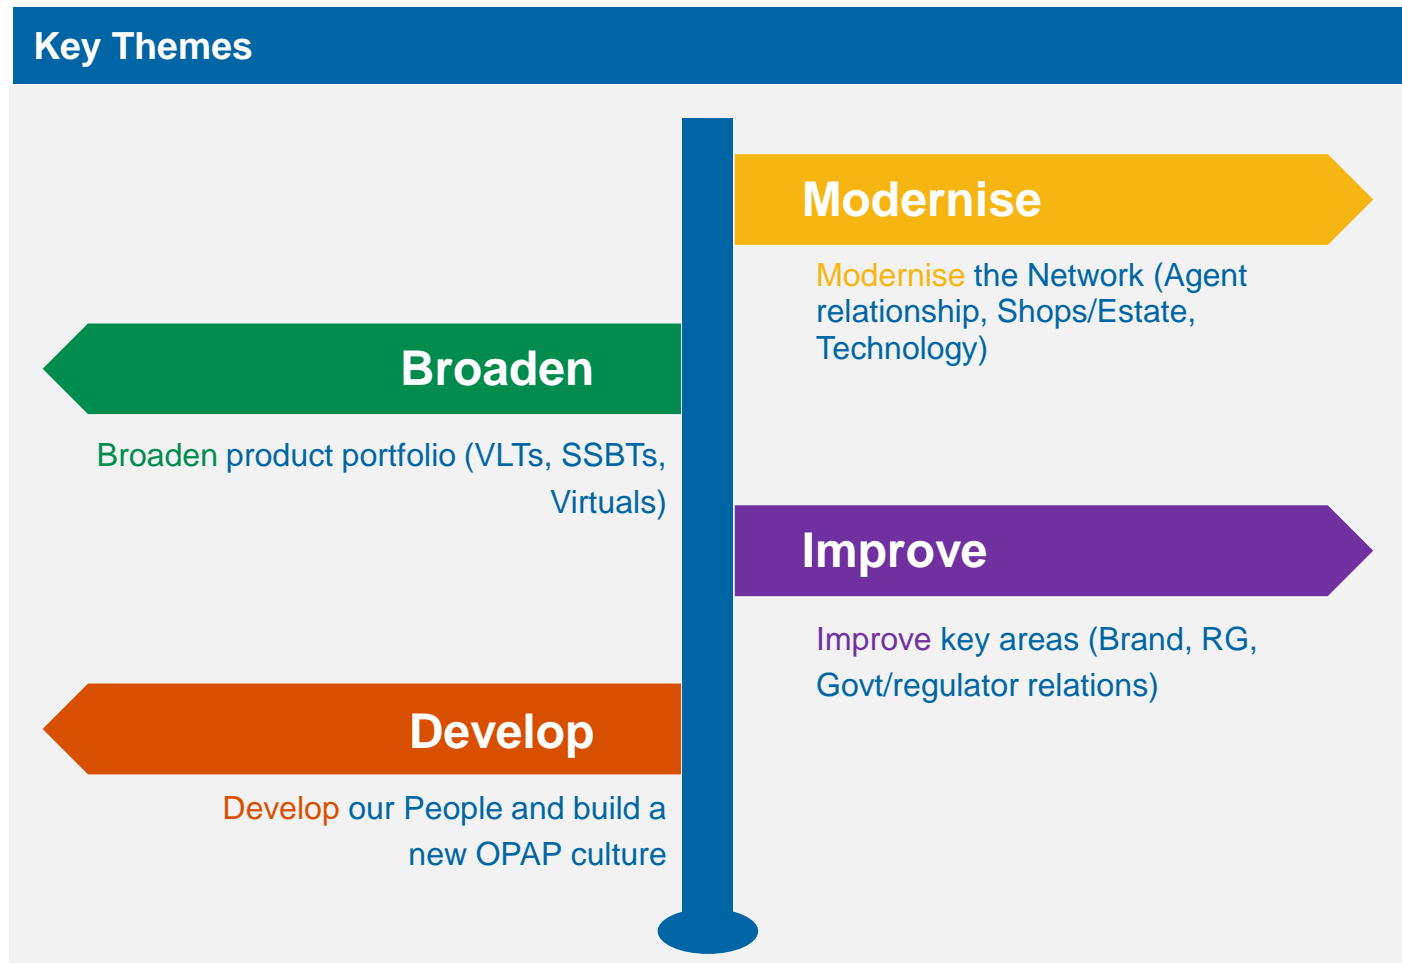 Key Themes
Modernise
Modernise the Network (Agent
relationship, Shops/Estate,
Technology)
Broaden
Broaden product portfolio (VLTs, SSBTs,
Virtuals)
Improve
Improve key areas (Brand, RG,
Govt/regulator relations)
Develop
Develop our People and build a
new OPAP culture